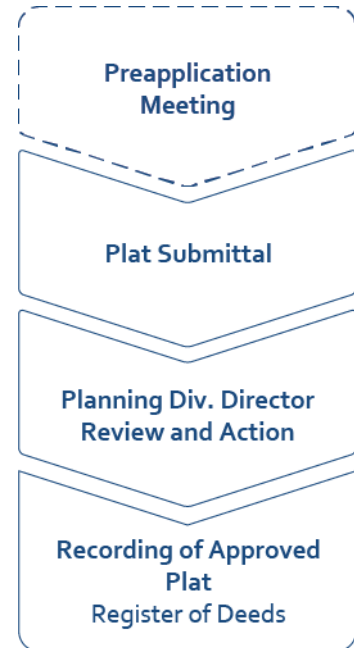 Preapplication
Meeting
Plat Submittal
Planning Div. Director
Review and Action
Recording of Approved
Plat
Register of Deeds